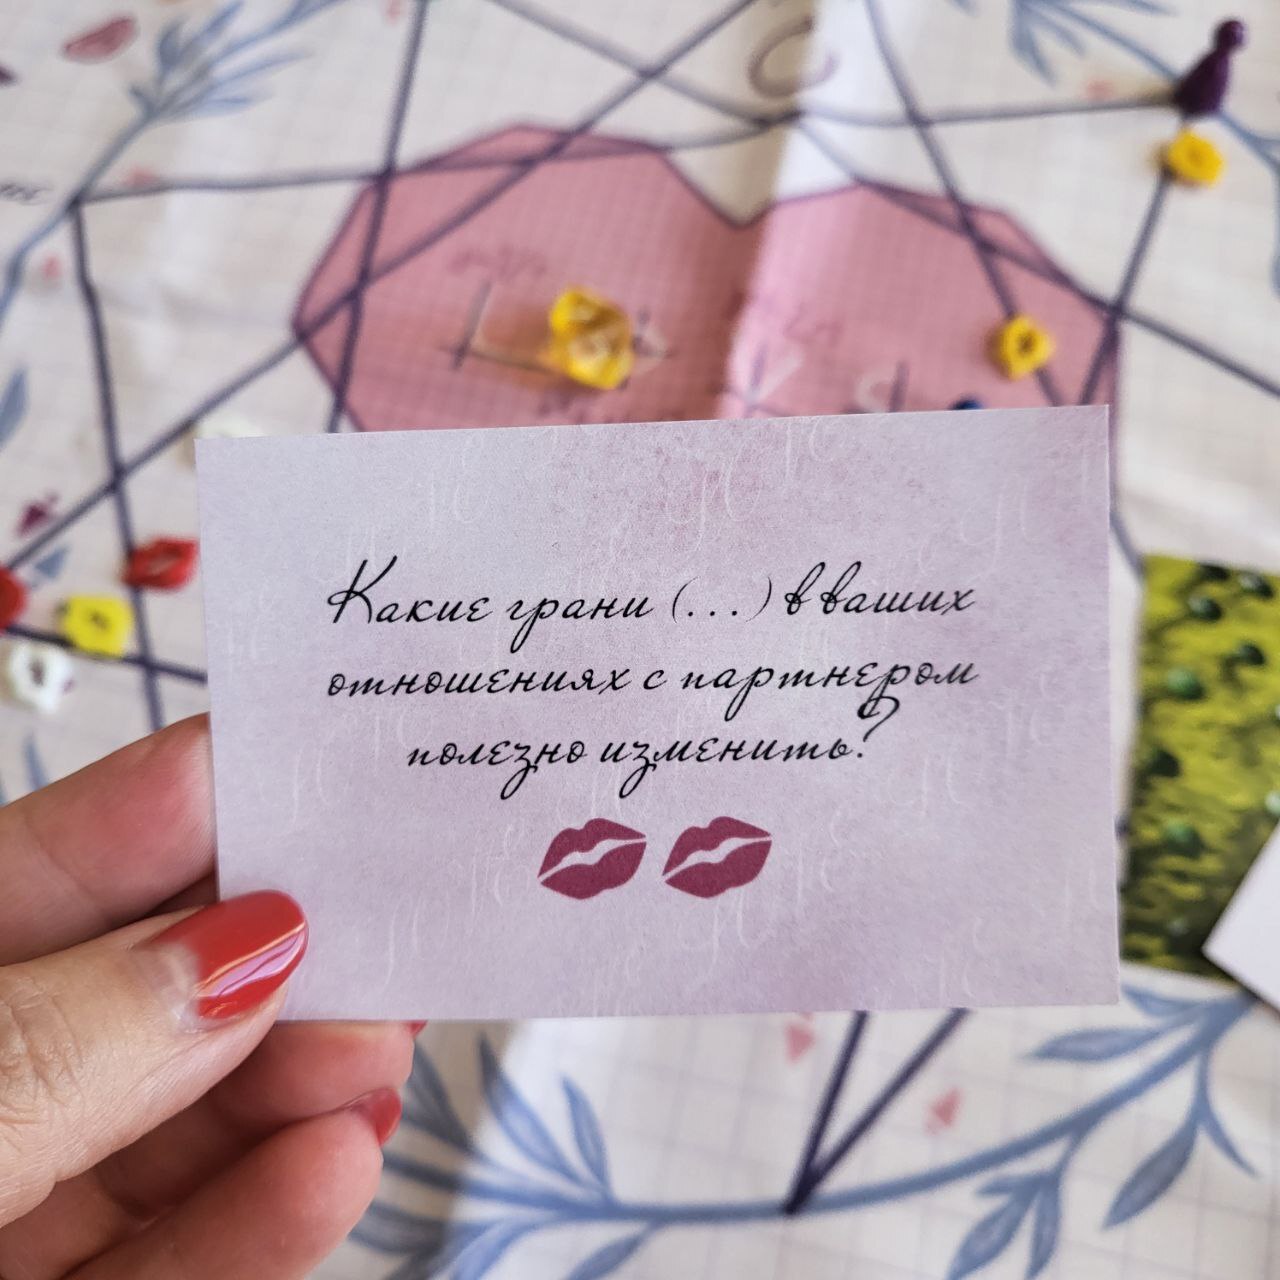 Какие грани (...) в ваших
отношениях с партнером
полезно изменить?